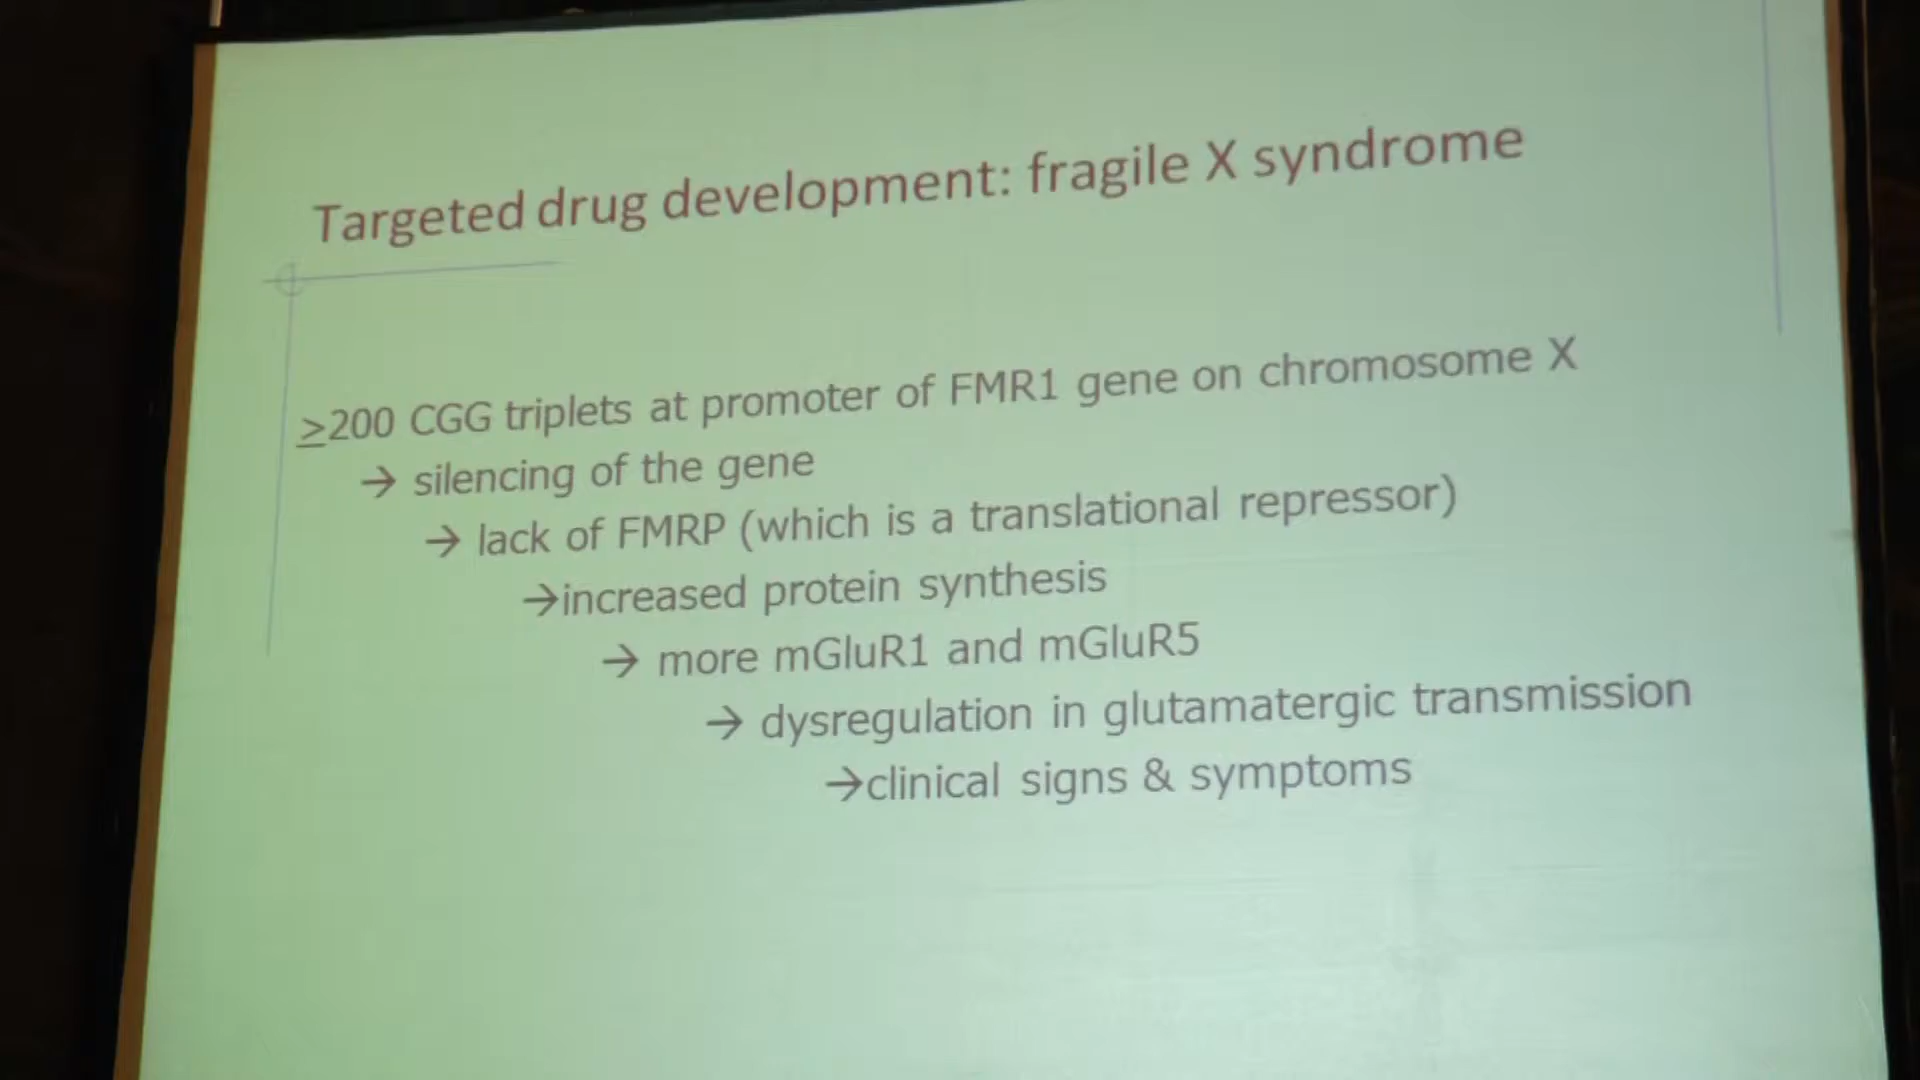 Targeted drug development: fragile X syndrome
≥200 CGG triplets at promoter of FMR1 gene on chromosome X
→ silencing of the gene
→ lack of FMRP (which is a translational repressor)
→increased protein synthesis
→ more mGluR1 and mGluR5
→ dysregulation in glutamatergic transmission
→clinical signs & symptoms